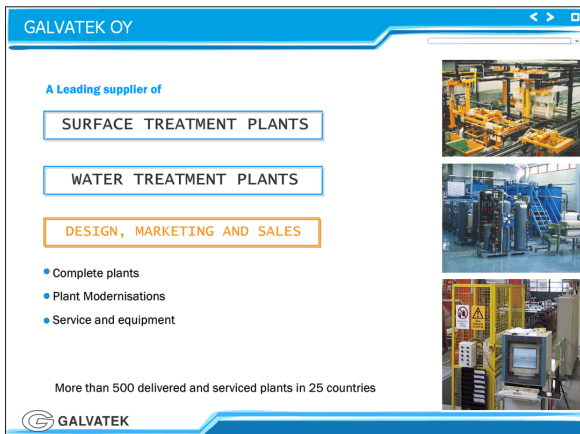 GALVATEK OY
A Leading supplier of
SURFACE TREATMENT PLANTS
WATER TREATMENT PLANTS
DESIGN, MARKETING AND SALES
Complete plants
Plant Modernisations
Service and equipment
More than 500 delivered and serviced plants in 25 countries
GALVATEK